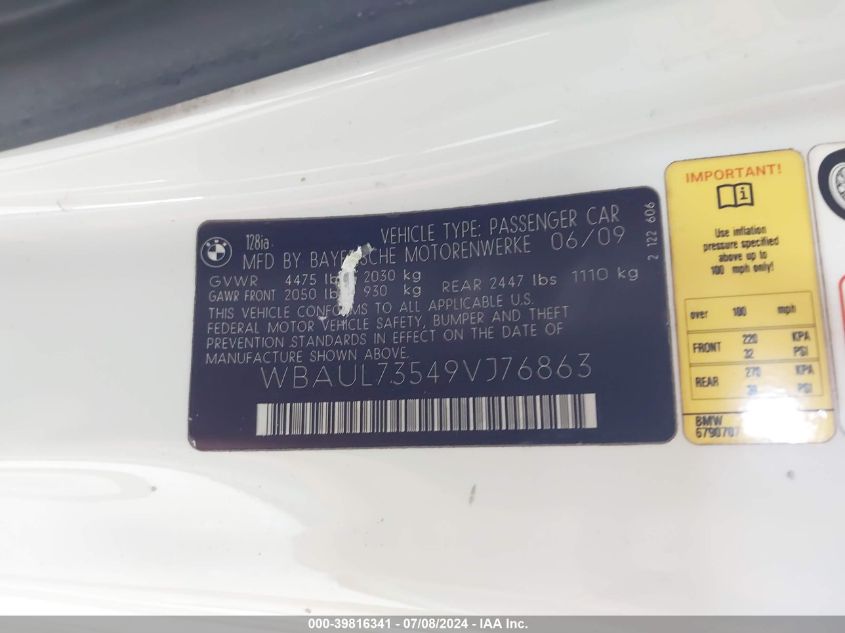 128ia
VEHICLE TYPE: PASSENGER CAR
MFD BY BAYERISCHE MOTORENWERKE 06/09
GVWR 4475 lbs 2030 kg
GAWR FRONT 2050 lbs 930 kg REAR 2447 lbs 1110 kg
THIS VEHICLE CONFORMS TO ALL APPLICABLE U.S.
FEDERAL MOTOR VEHICLE SAFETY, BUMPER AND THEFT
PREVENTION STANDARDS IN EFFECT ON THE DATE OF
MANUFACTURE SHOWN ABOVE.
WBAUL73549VJ76863
2 122 606
IMPORTANT!
Use inflation
pressure specified
above up to
100 mph only!
over 100 mph
FRONT 220 KPA
32 PSI
REAR 270 KPA
PSI
BMW
WBO--39816341 - 07/08/2024 - IAAI.COM